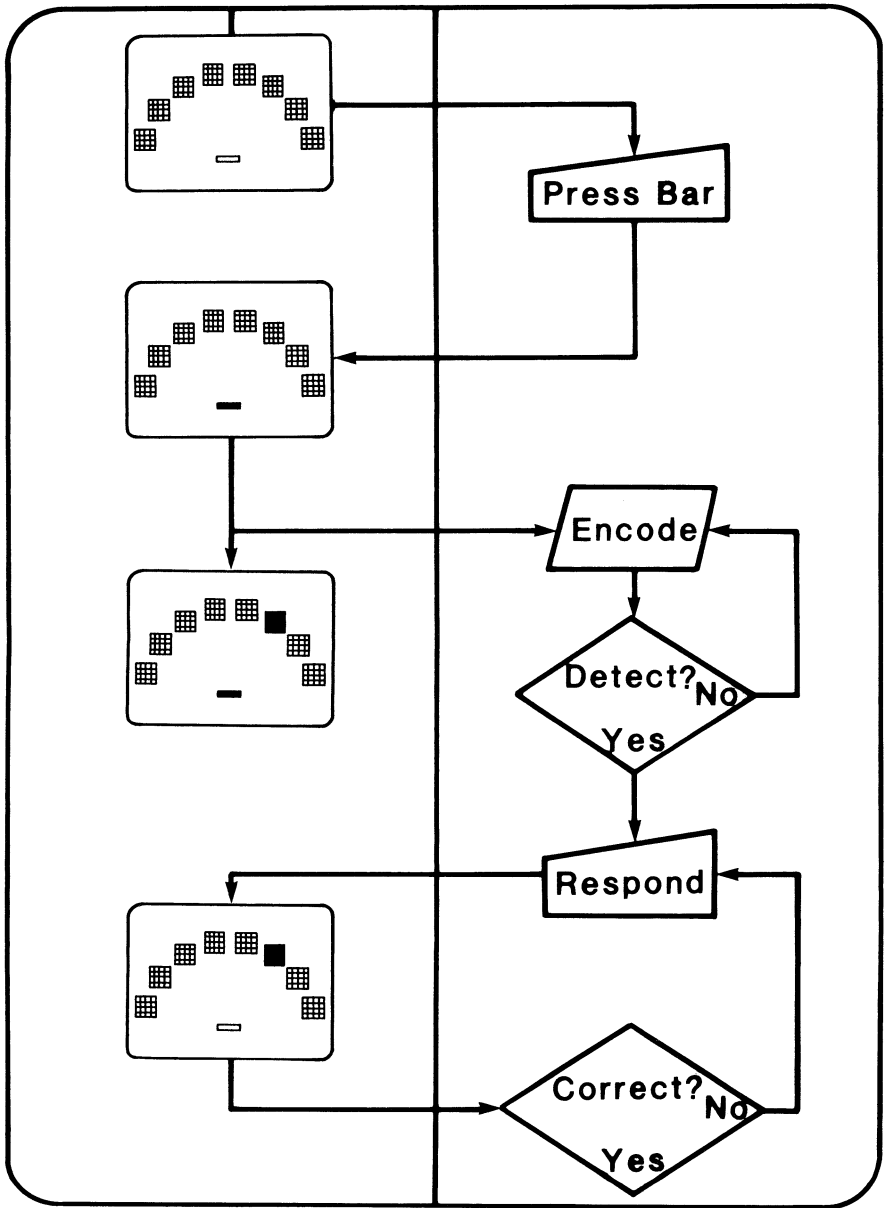 Press Bar
Encode
Detect?
No
Yes
Respond
Correct?
No
Yes